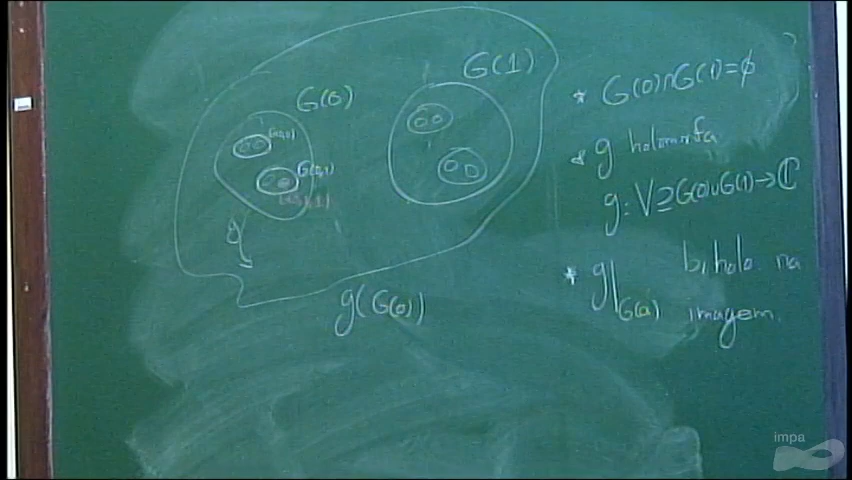 G(0)
G(1)
G(0,0)
G(0,1)
g
g(G(0))
* G(0)∩G(1)=∅
* g holomorfa
g: V⊇G(0)∪G(1)→ℂ
* g|G(a) biholo. na
imagem.
impa